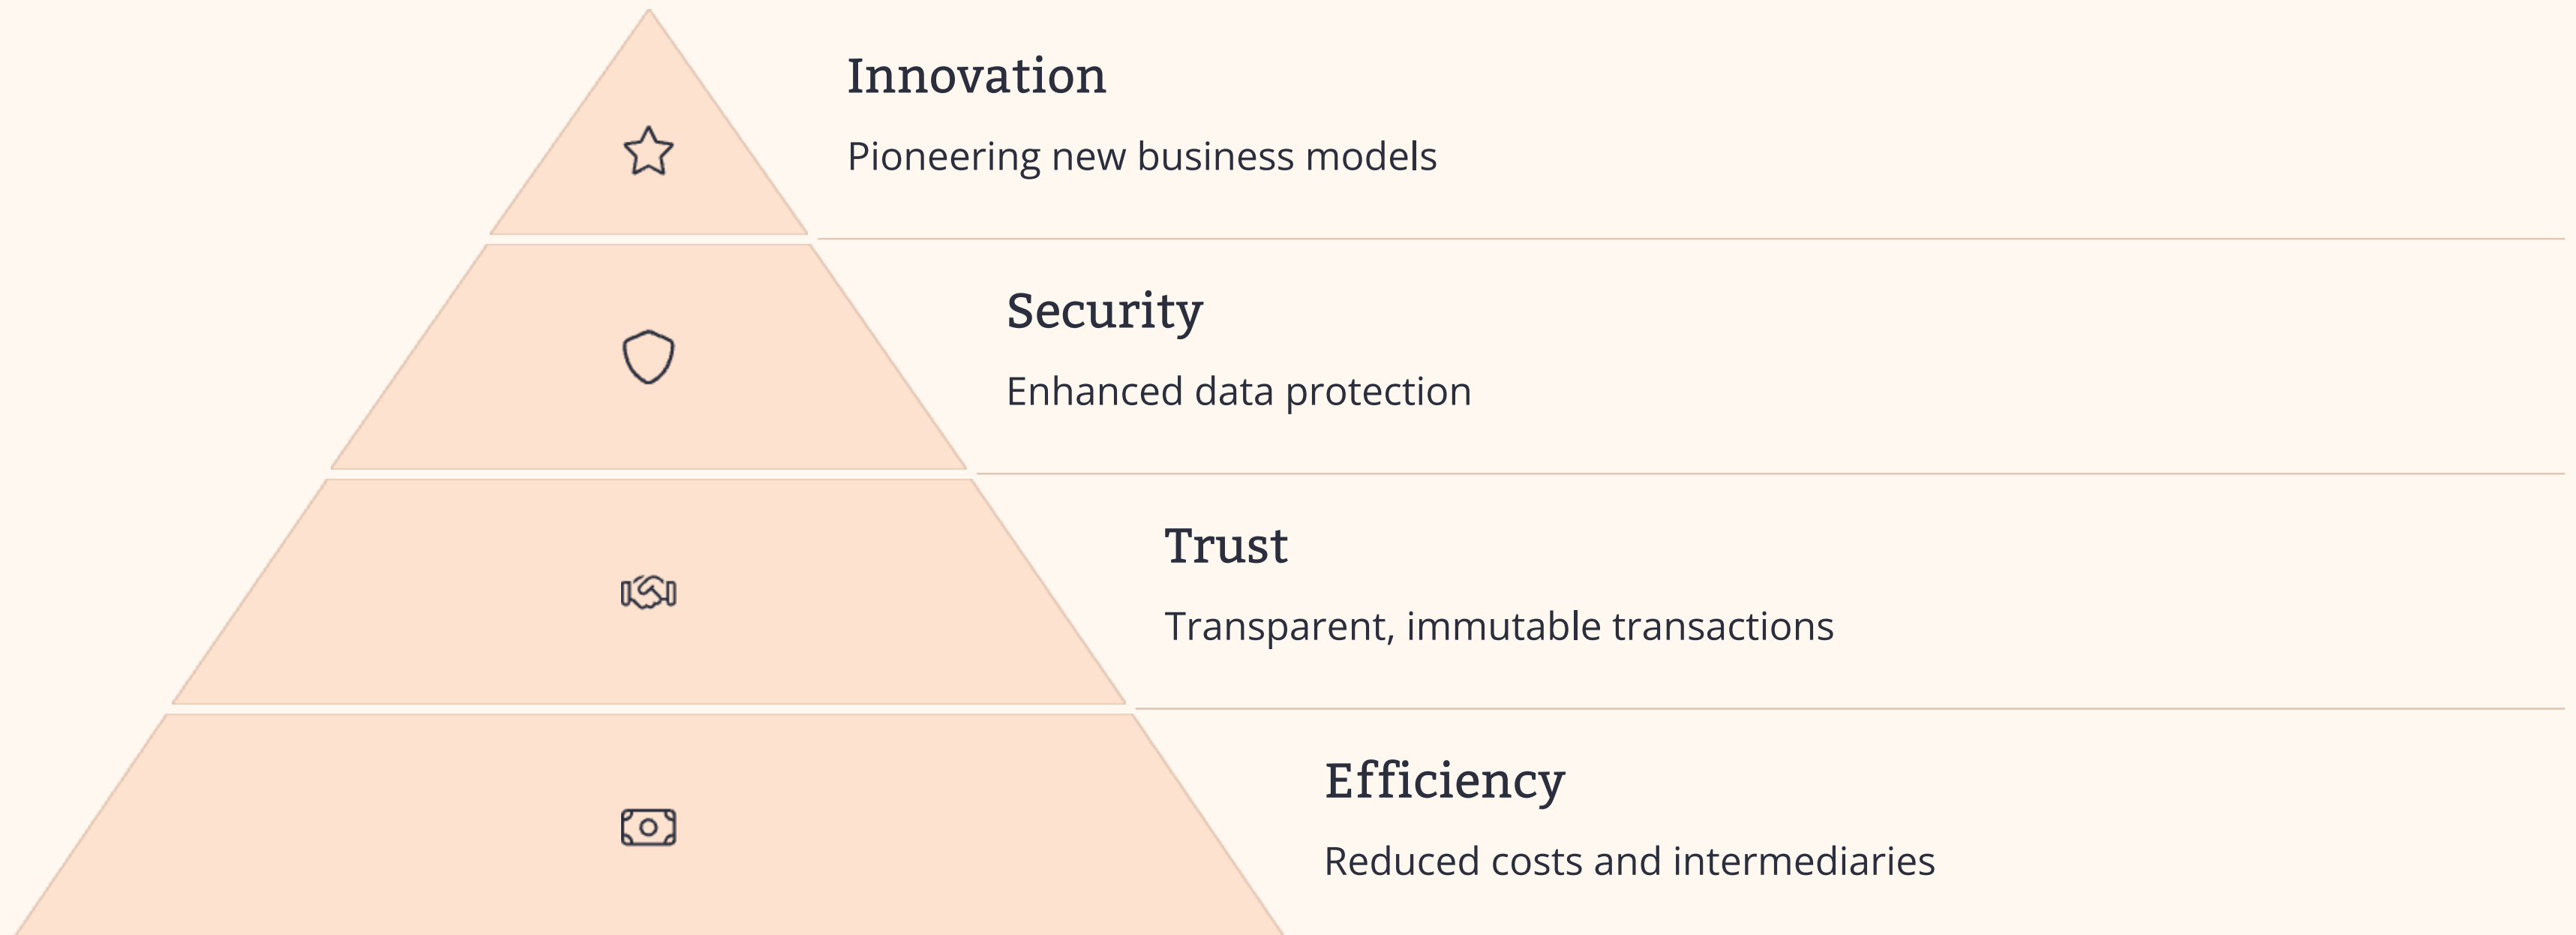 Innovation
Pioneering new business models
Security
Enhanced data protection
Trust
Transparent, immutable transactions
Efficiency
Reduced costs and intermediaries